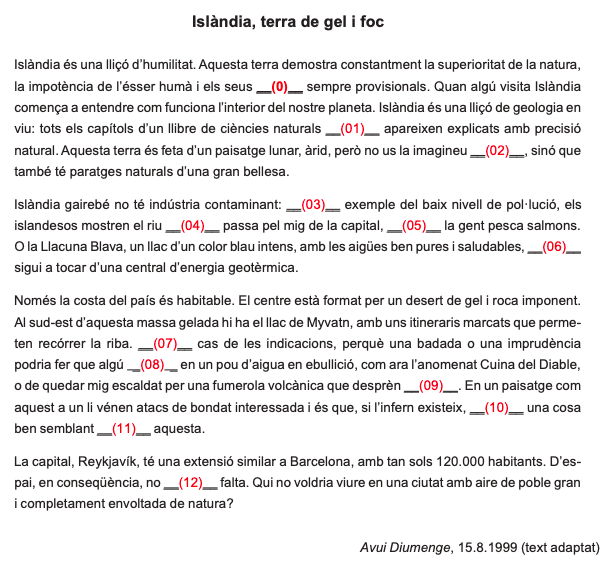 Islàndia, terra de gel i foc
Islàndia és una lliçó d’humilitat. Aquesta terra demostra constantment la superioritat de la natura,
la impotència de l’ésser humà i els seus __(0)__ sempre provisionals. Quan algú visita Islàndia
comença a entendre com funciona l’interior del nostre planeta. Islàndia és una lliçó de geologia en
viu: tots els capítols d’un llibre de ciències naturals __(01)__ apareixen explicats amb precisió
natural. Aquesta terra és feta d’un paisatge lunar, àrid, però no us la imagineu __(02)__, sinó que
també té paratges naturals d’una gran bellesa.
Islàndia gairebé no té indústria contaminant: __(03)__ exemple del baix nivell de pol·lució, els
islandesos mostren el riu __(04)__ passa pel mig de la capital, __(05)__ la gent pesca salmons.
O la Llacuna Blava, un llac d’un color blau intens, amb les aigües ben pures i saludables, __(06)__
sigui a tocar d’una central d’energia geotèrmica.
Només la costa del país és habitable. El centre està format per un desert de gel i roca imponent.
Al sud-est d’aquesta massa gelada hi ha el llac de Myvatn, amb uns itineraris marcats que perme-
ten recórrer la riba. __(07)__ cas de les indicacions, perquè una badada o una imprudència
podria fer que algú __(08)__ en un pou d’aigua en ebullició, com ara l’anomenat Cuina del Diable,
o de quedar mig escaldat per una fumerola volcànica que desprèn __(09)__. En un paisatge com
aquest a un li vénen atacs de bondat interessada i és que, si l’infern existeix, __(10)__ una cosa
ben semblant __(11)__ aquesta.
La capital, Reykjavík, té una extensió similar a Barcelona, amb tan sols 120.000 habitants. D’es-
pai, en conseqüència, no __(12)__ falta. Qui no voldria viure en una ciutat amb aire de poble gran
i completament envoltada de natura?
Avui Diumenge, 15.8.1999 (text adaptat)